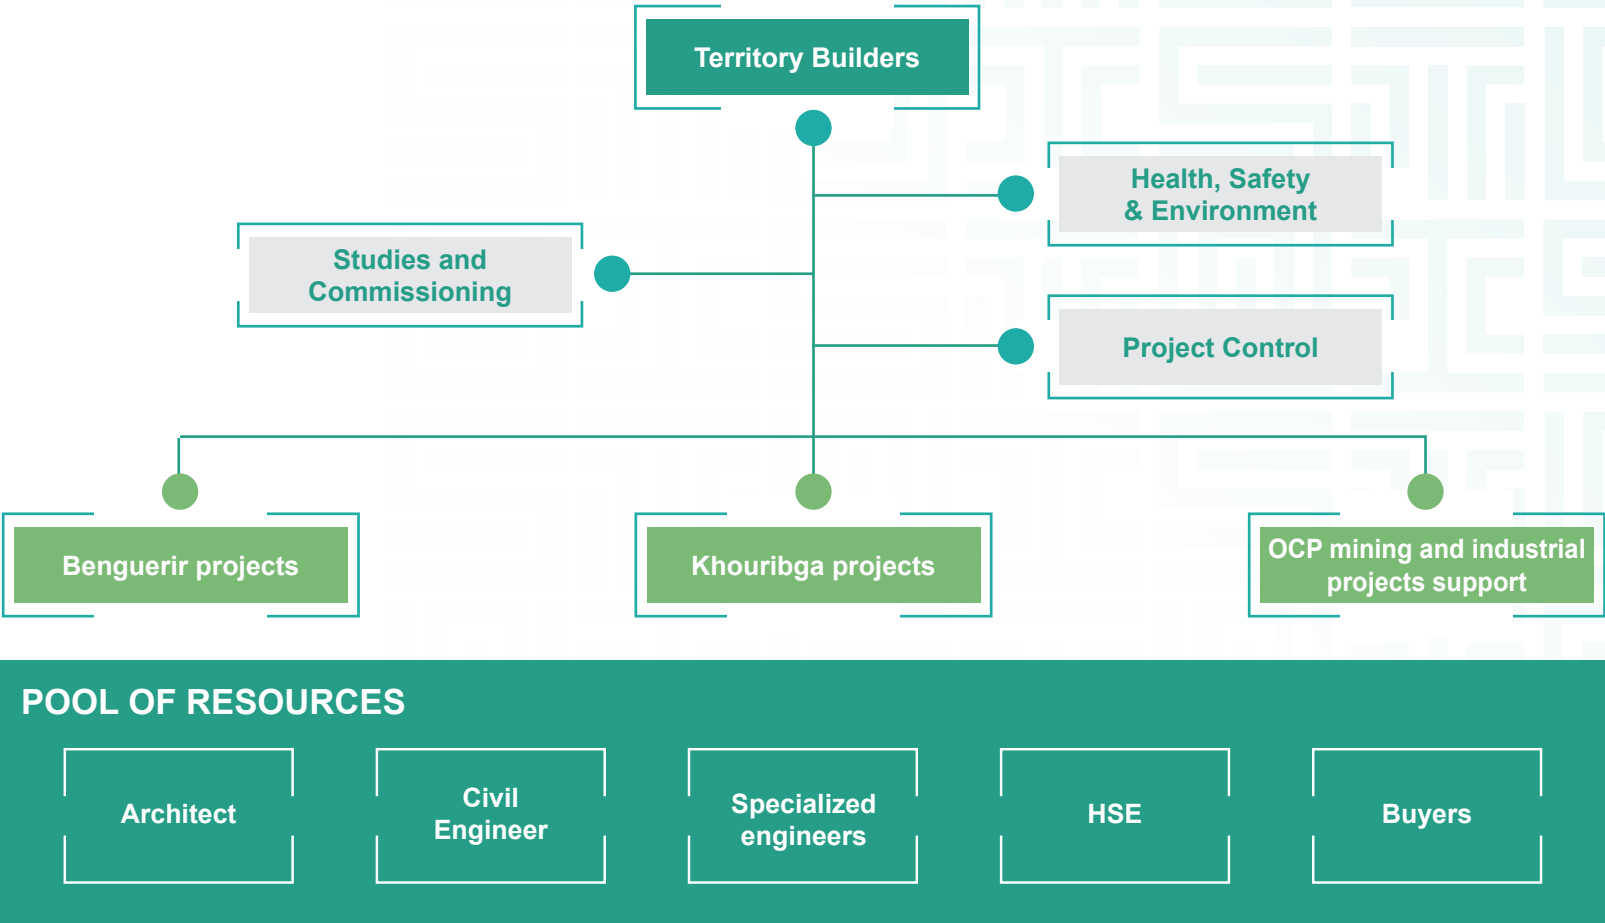 Territory Builders
Health, Safety
& Environment
Studies and
Commissioning
Project Control
Benguerir projects
Khouribga projects
OCP mining and industrial
projects support
POOL OF RESOURCES
Architect
Civil
Engineer
Specialized
engineers
HSE
Buyers